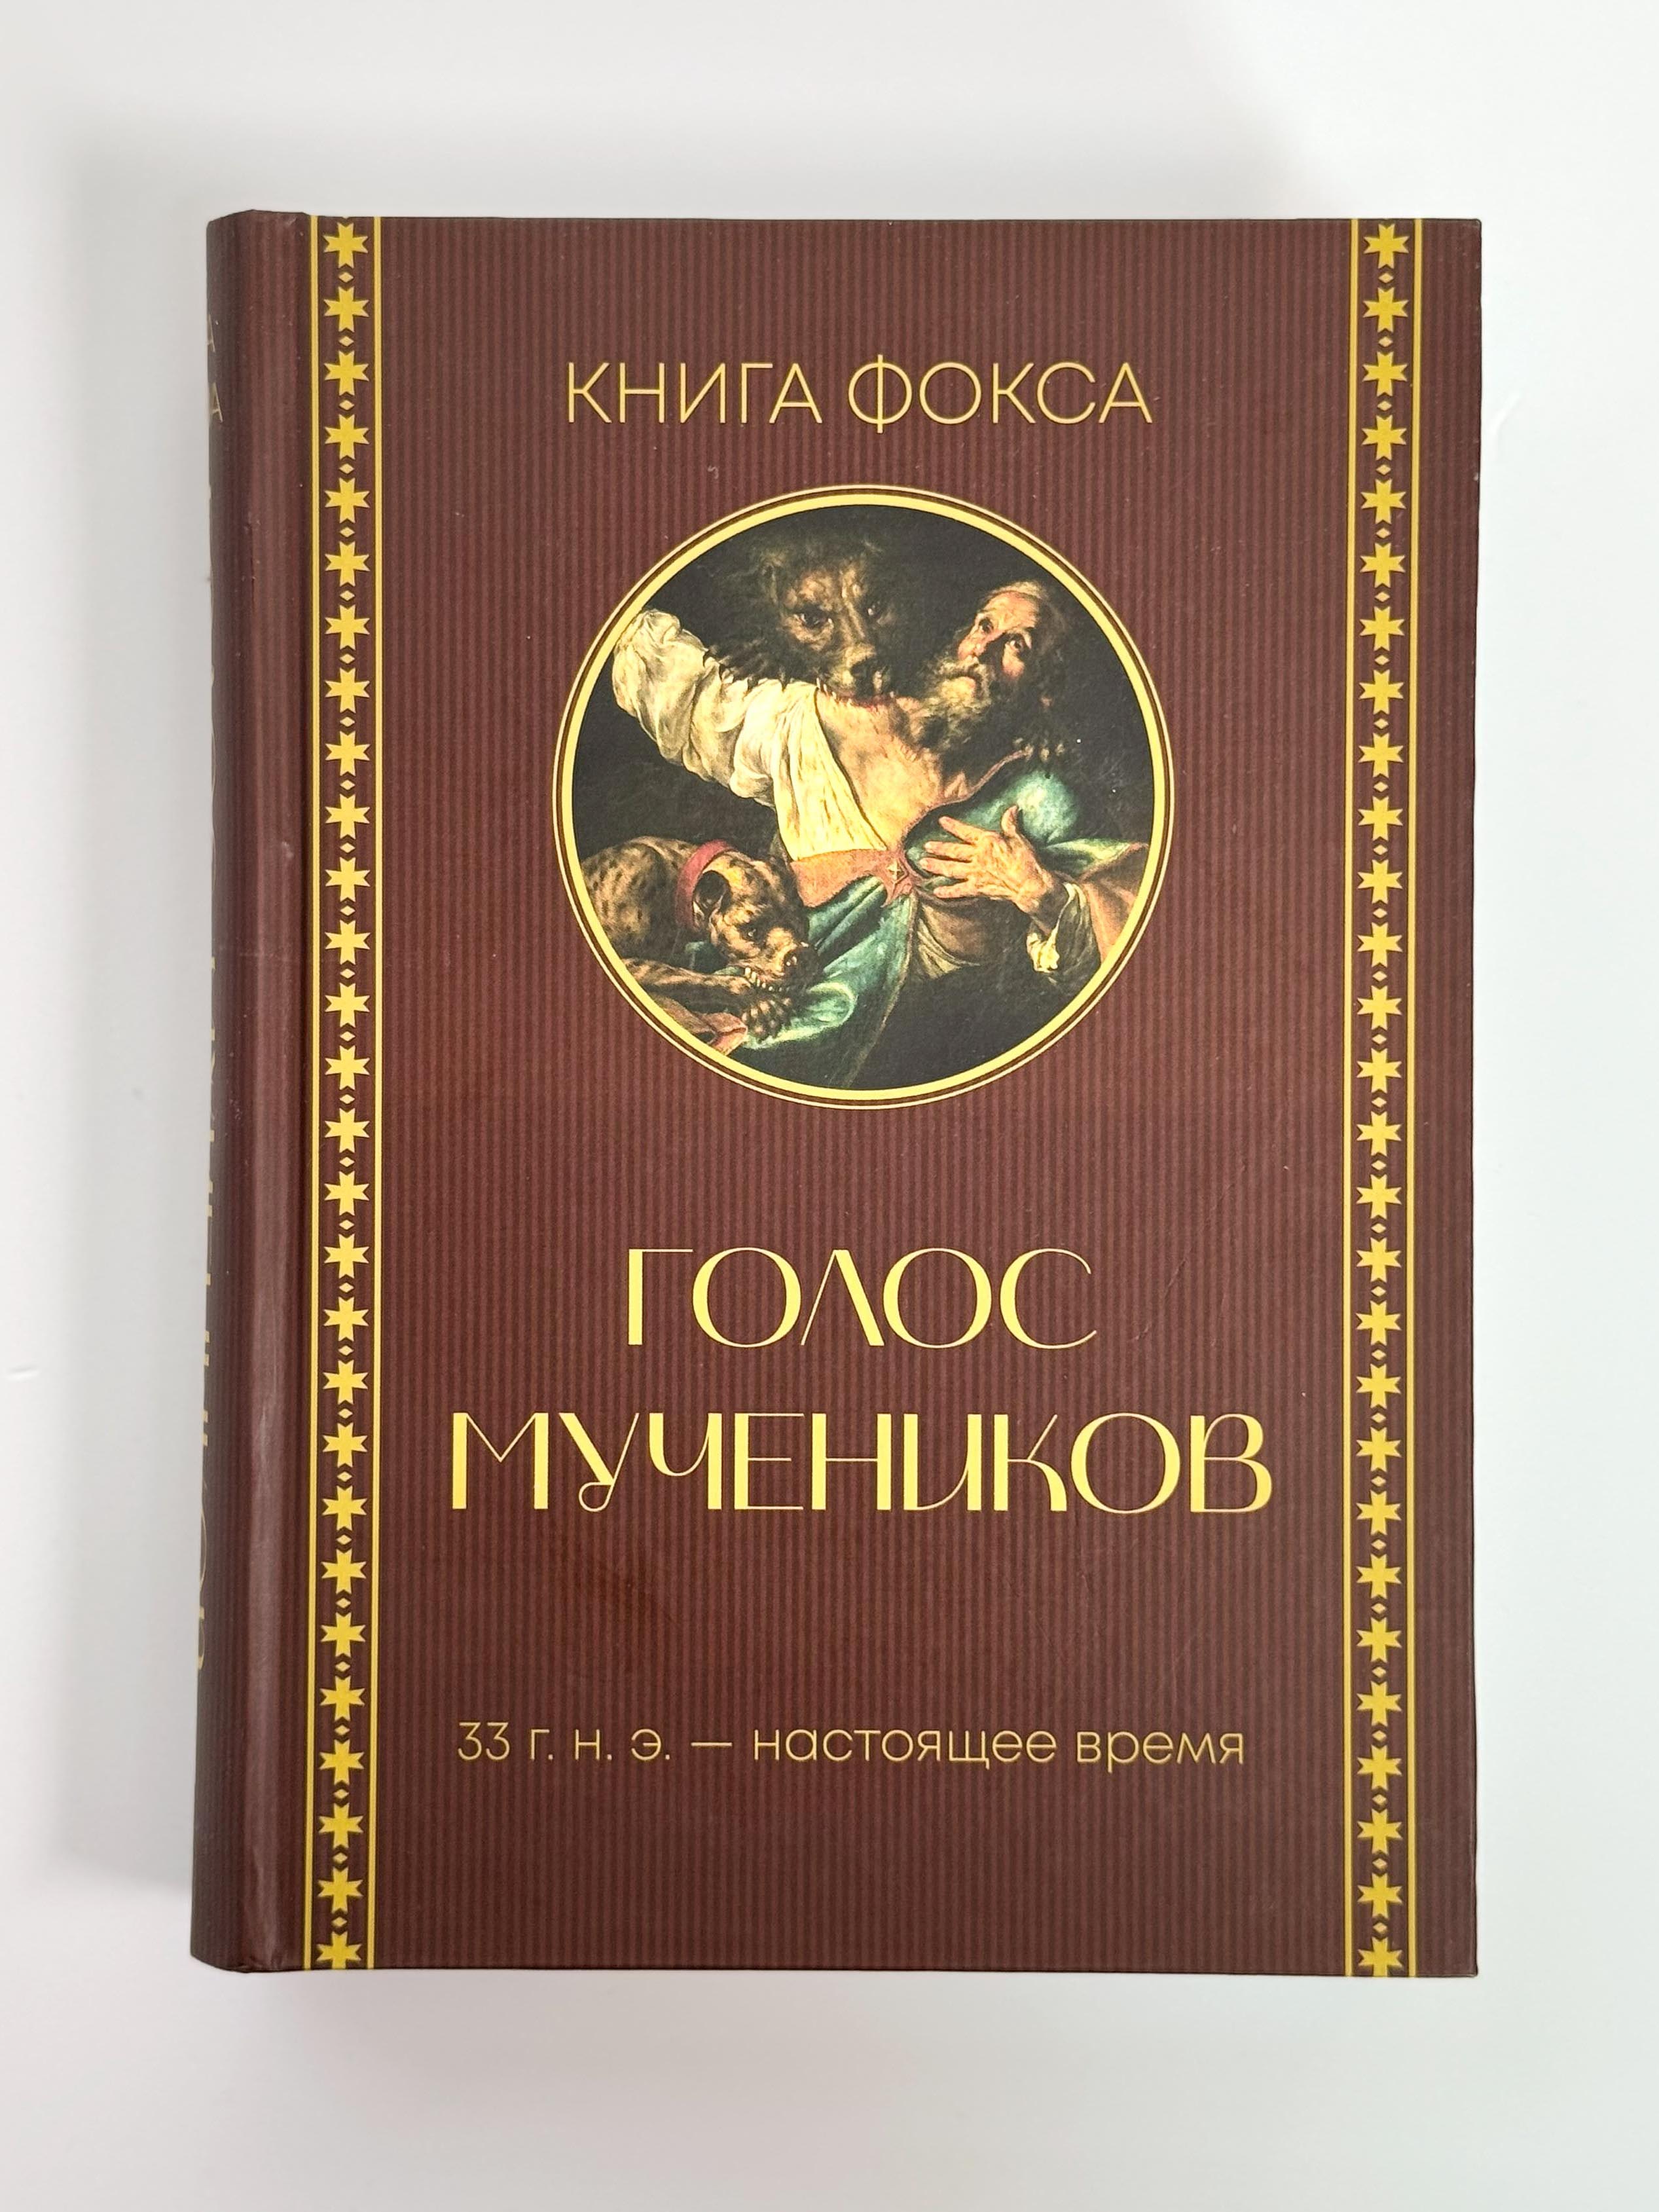 КНИГА ФОКСА
ГОЛОС
МУЧЕНИКОВ
33 г. н. э. — настоящее время